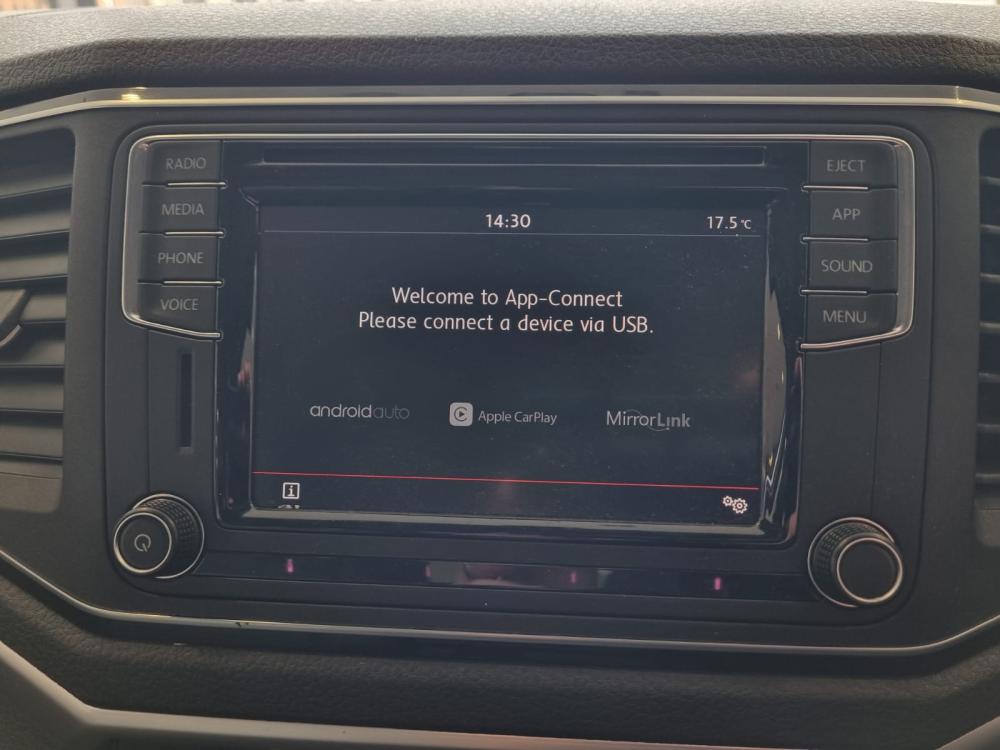 RADIO
MEDIA
PHONE
VOICE
EJECT
APP
SOUND
MENU
14:30
17.5°C
Welcome to App-Connect
Please connect a device via USB.
androidauto
Apple CarPlay
MirrorLink